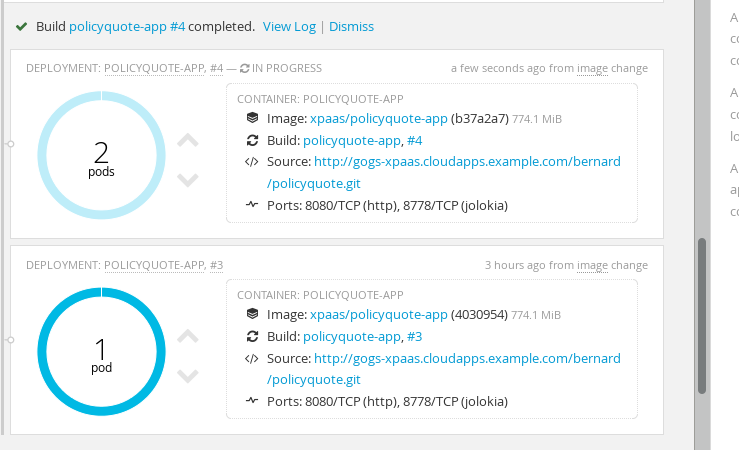 Build policyquote-app #4 completed. View Log | Dismiss
DEPLOYMENT: POLICYQUOTE-APP, #4 — IN PROGRESS a few seconds ago from image change
2
pods
CONTAINER: POLICYQUOTE-APP
Image: xpaas/policyquote-app (b37a2a7) 774.1 MiB
Build: policyquote-app, #4
</> Source: http://gogs-xpaas.cloudapps.example.com/bernard
/policyquote.git
Ports: 8080/TCP (http), 8778/TCP (jolokia)
DEPLOYMENT: POLICYQUOTE-APP, #3 3 hours ago from image change
1
pod
CONTAINER: POLICYQUOTE-APP
Image: xpaas/policyquote-app (4030954) 774.1 MiB
Build: policyquote-app, #3
</> Source: http://gogs-xpaas.cloudapps.example.com/bernard
/policyquote.git
Ports: 8080/TCP (http), 8778/TCP (jolokia)